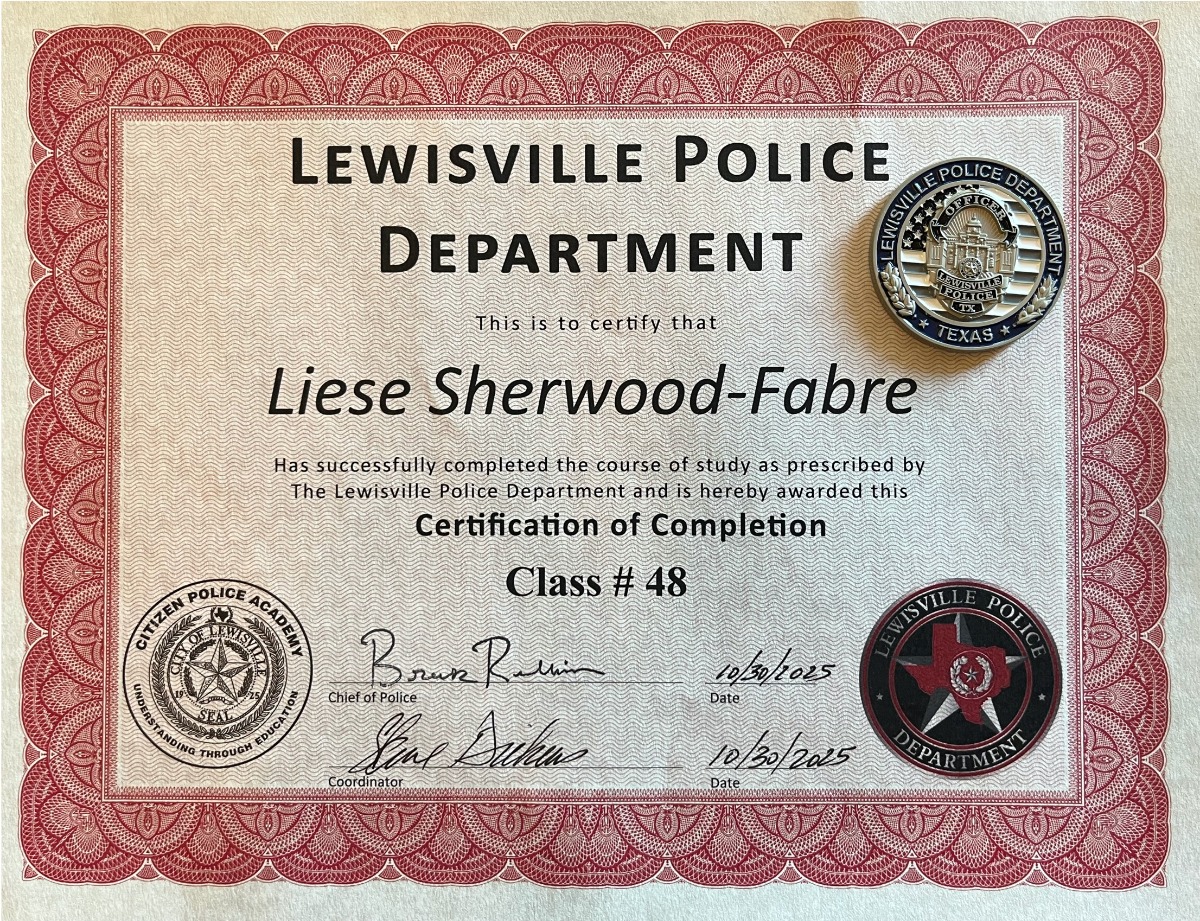 LEWISVILLE POLICE
DEPARTMENT
LEWISVILLE POLICE DEPARTMENT
OFFICER
LEWISVILLE
POLICE
TX
★ TEXAS ★
This is to certify that
Liese Sherwood-Fabre
Has successfully completed the course of study as prescribed by
The Lewisville Police Department and is hereby awarded this
Certification of Completion
Class # 48
CITIZEN POLICE ACADEMY
CITY OF LEWISVILLE
1925
SEAL
UNDERSTANDING THROUGH EDUCATION
10/30/2025
Chief of Police
Date
10/30/2025
Coordinator
Date
LEWISVILLE POLICE
DEPARTMENT